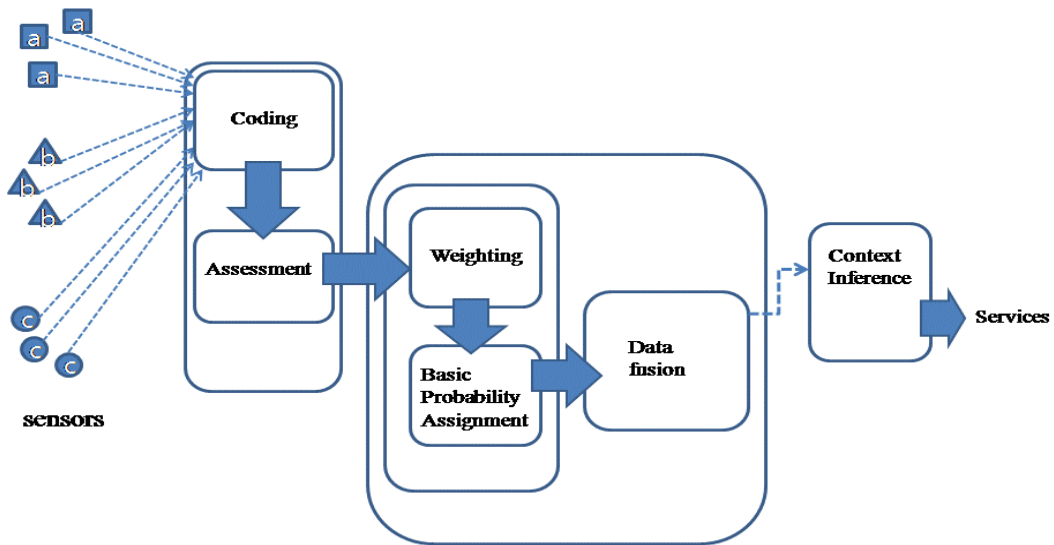 a
a
a
b
b
b
c
c
c
sensors
Coding
Assessment
Weighting
Basic
Probability
Assignment
Data
fusion
Context
Inference
Services